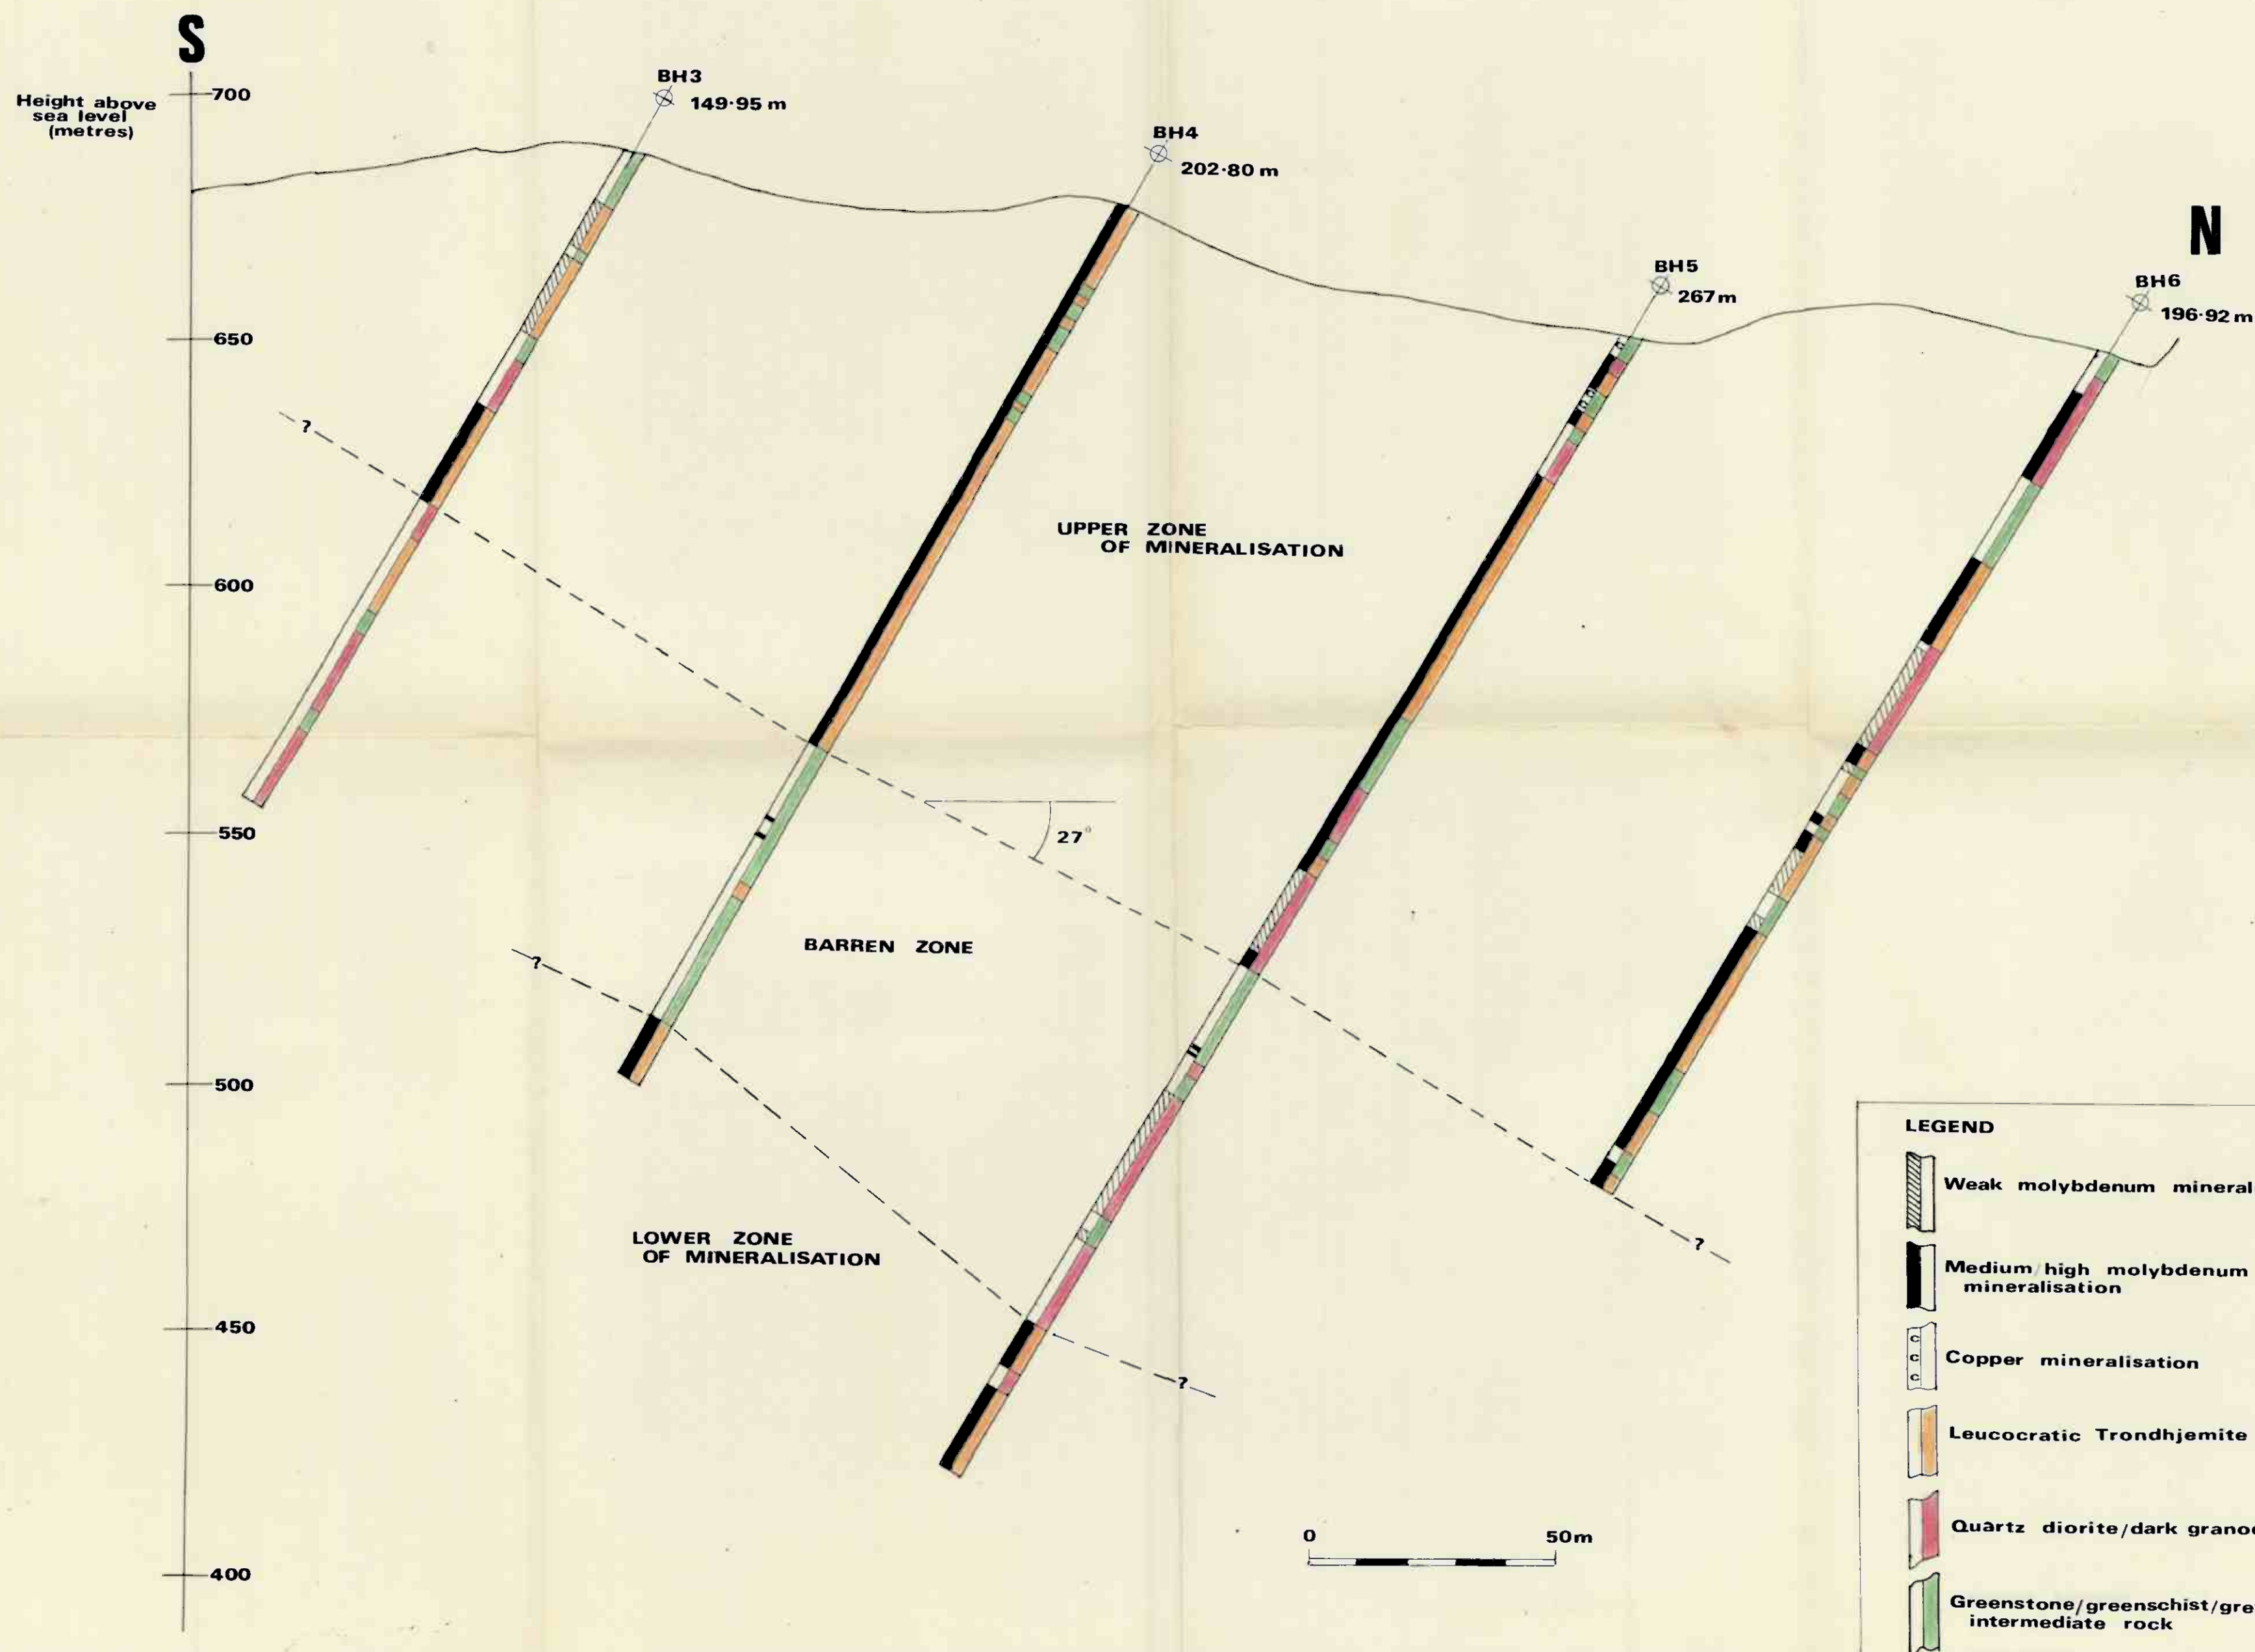 S
Height above
sea level
(metres)
700
650
600
550
500
450
400
BH3
149·95 m
BH4
202·80 m
BH5
267m
BH6
196·92 m
N
?
UPPER ZONE
OF MINERALISATION
27°
BARREN ZONE
?
LOWER ZONE
OF MINERALISATION
?
?
0 50m
LEGEND
Weak molybdenum mineral
Medium/high molybdenum
mineralisation
C
C
C
Copper mineralisation
Leucocratic Trondhjemite
Quartz diorite/dark grano
Greenstone/greenschist/gre
intermediate rock